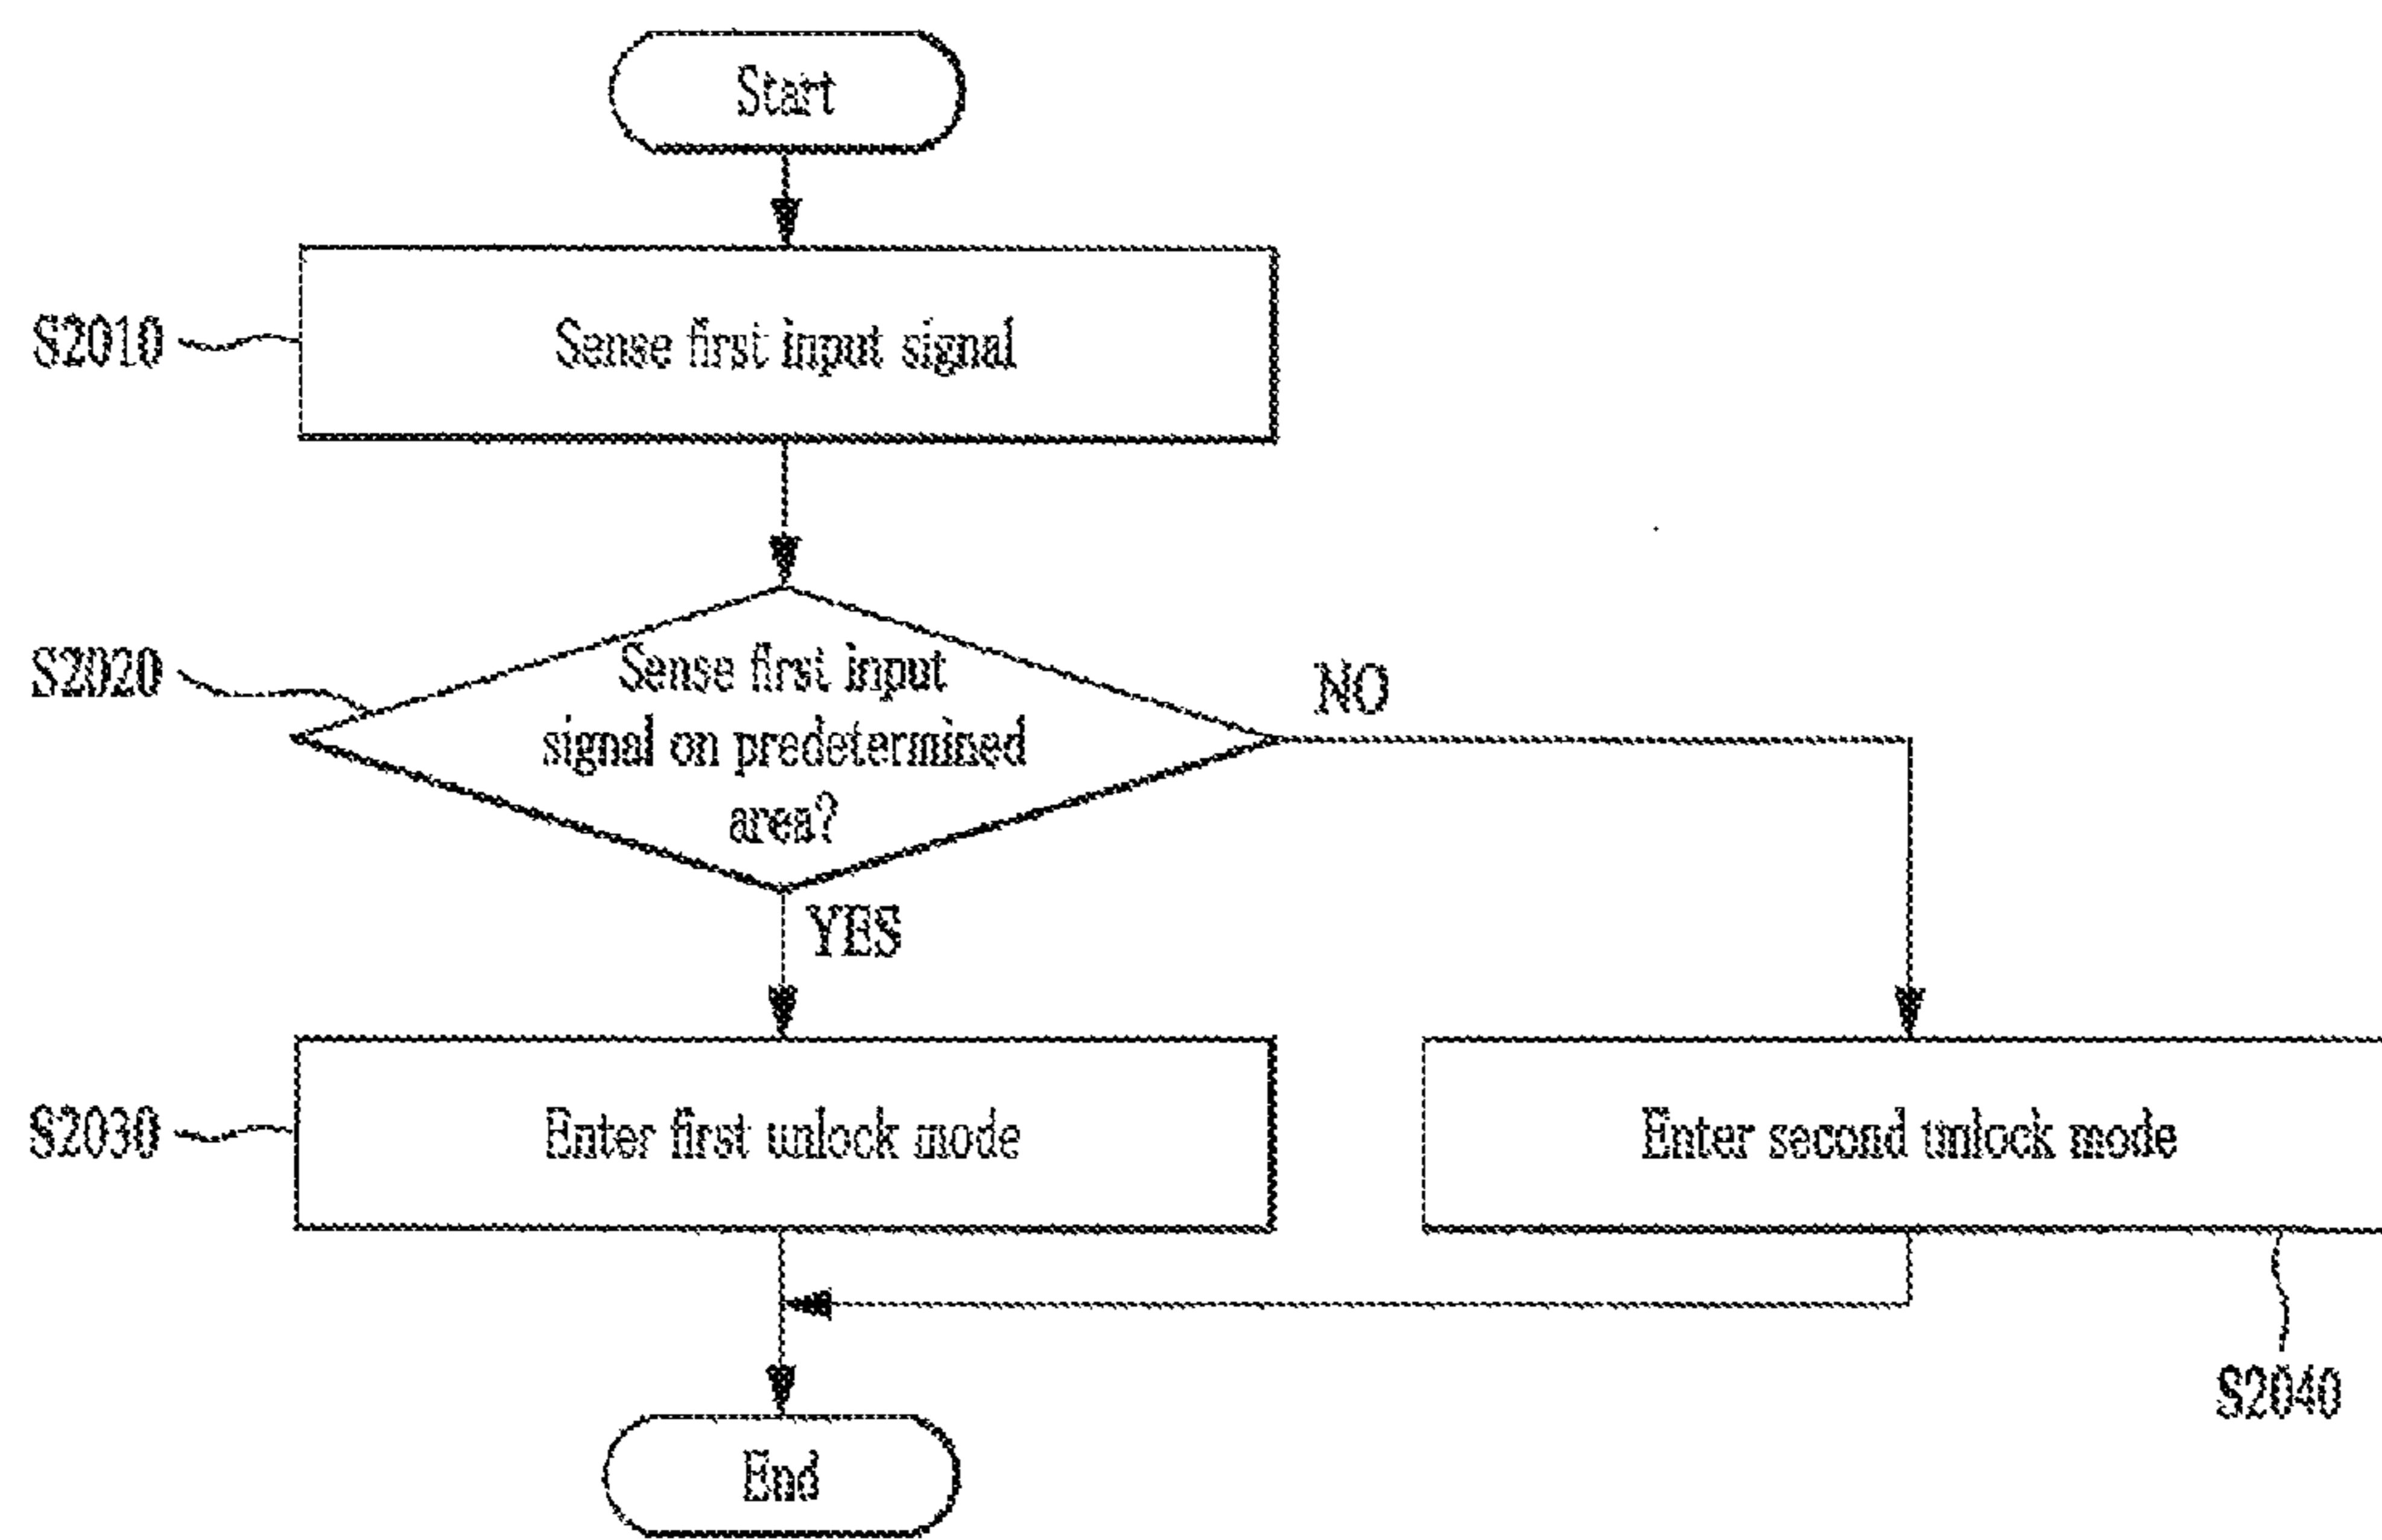 Start
S2010
Sense first input signal
S2020
Sense first input
signal on predetermined
area?
NO
YES
S2030
Enter first unlock mode
Enter second unlock mode
S2040
End